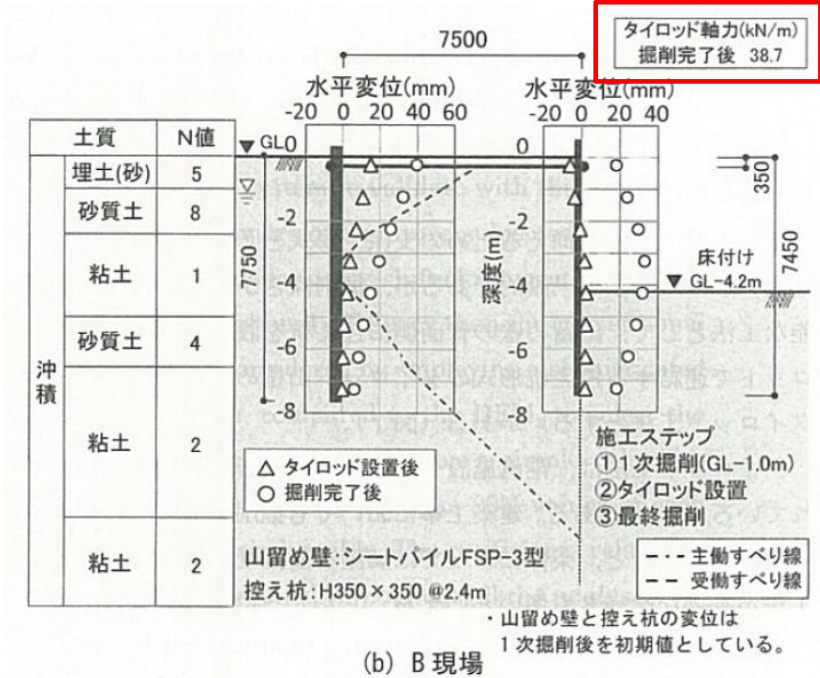 タイロッド軸力(kN/m)
掘削完了後 38.7
7500
水平変位(mm)
水平変位(mm)
-20 0 20 40 60
-20 0 20 40
土質 N値
GL0
0
埋土(砂) 5
350
砂質土 8
-2
-2
粘土 1
7750
-4
深度(m)
-4
床付け
GL-4.2m
7450
砂質土 4
-6
-6
沖積
粘土 2
-8
-8
粘土 2
△ タイロッド設置後
○ 掘削完了後
施工ステップ
①1次掘削(GL-1.0m)
②タイロッド設置
③最終掘削
山留め壁:シートパイルFSP-3型
控え杭:H350×350 @2.4m
主働すべり線
受働すべり線
・山留め壁と控え杭の変位は
1次掘削後を初期値としている。
(b) B現場